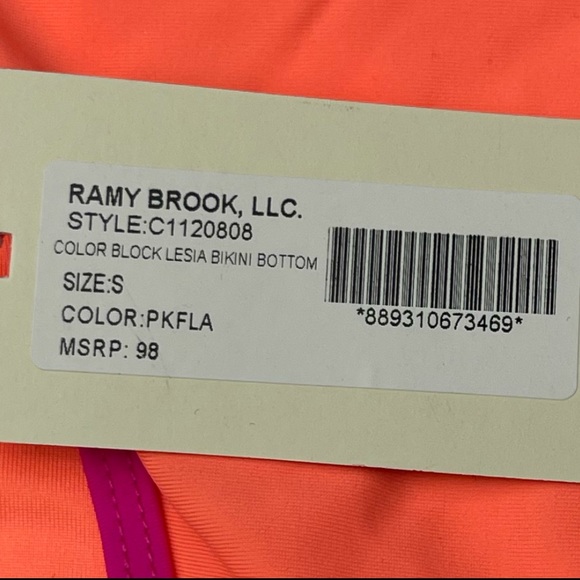 RAMY BROOK, LLC.
STYLE:C1120808
COLOR BLOCK LESIA BIKINI BOTTOM
SIZE:S
COLOR:PKFLA
MSRP: 98
*889310673469*